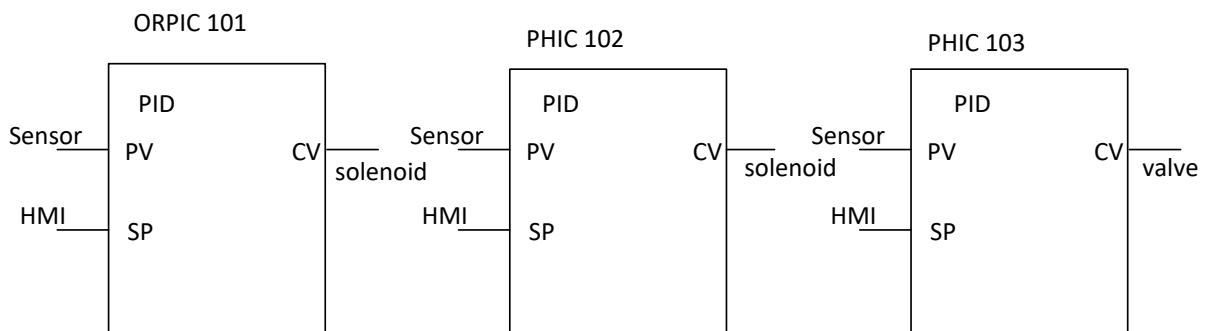 ORPIC 101
PID
Sensor
PV
CV
solenoid
HMI
SP
PHIC 102
PID
Sensor
PV
CV
solenoid
HMI
SP
PHIC 103
PID
Sensor
PV
CV
valve
HMI
SP